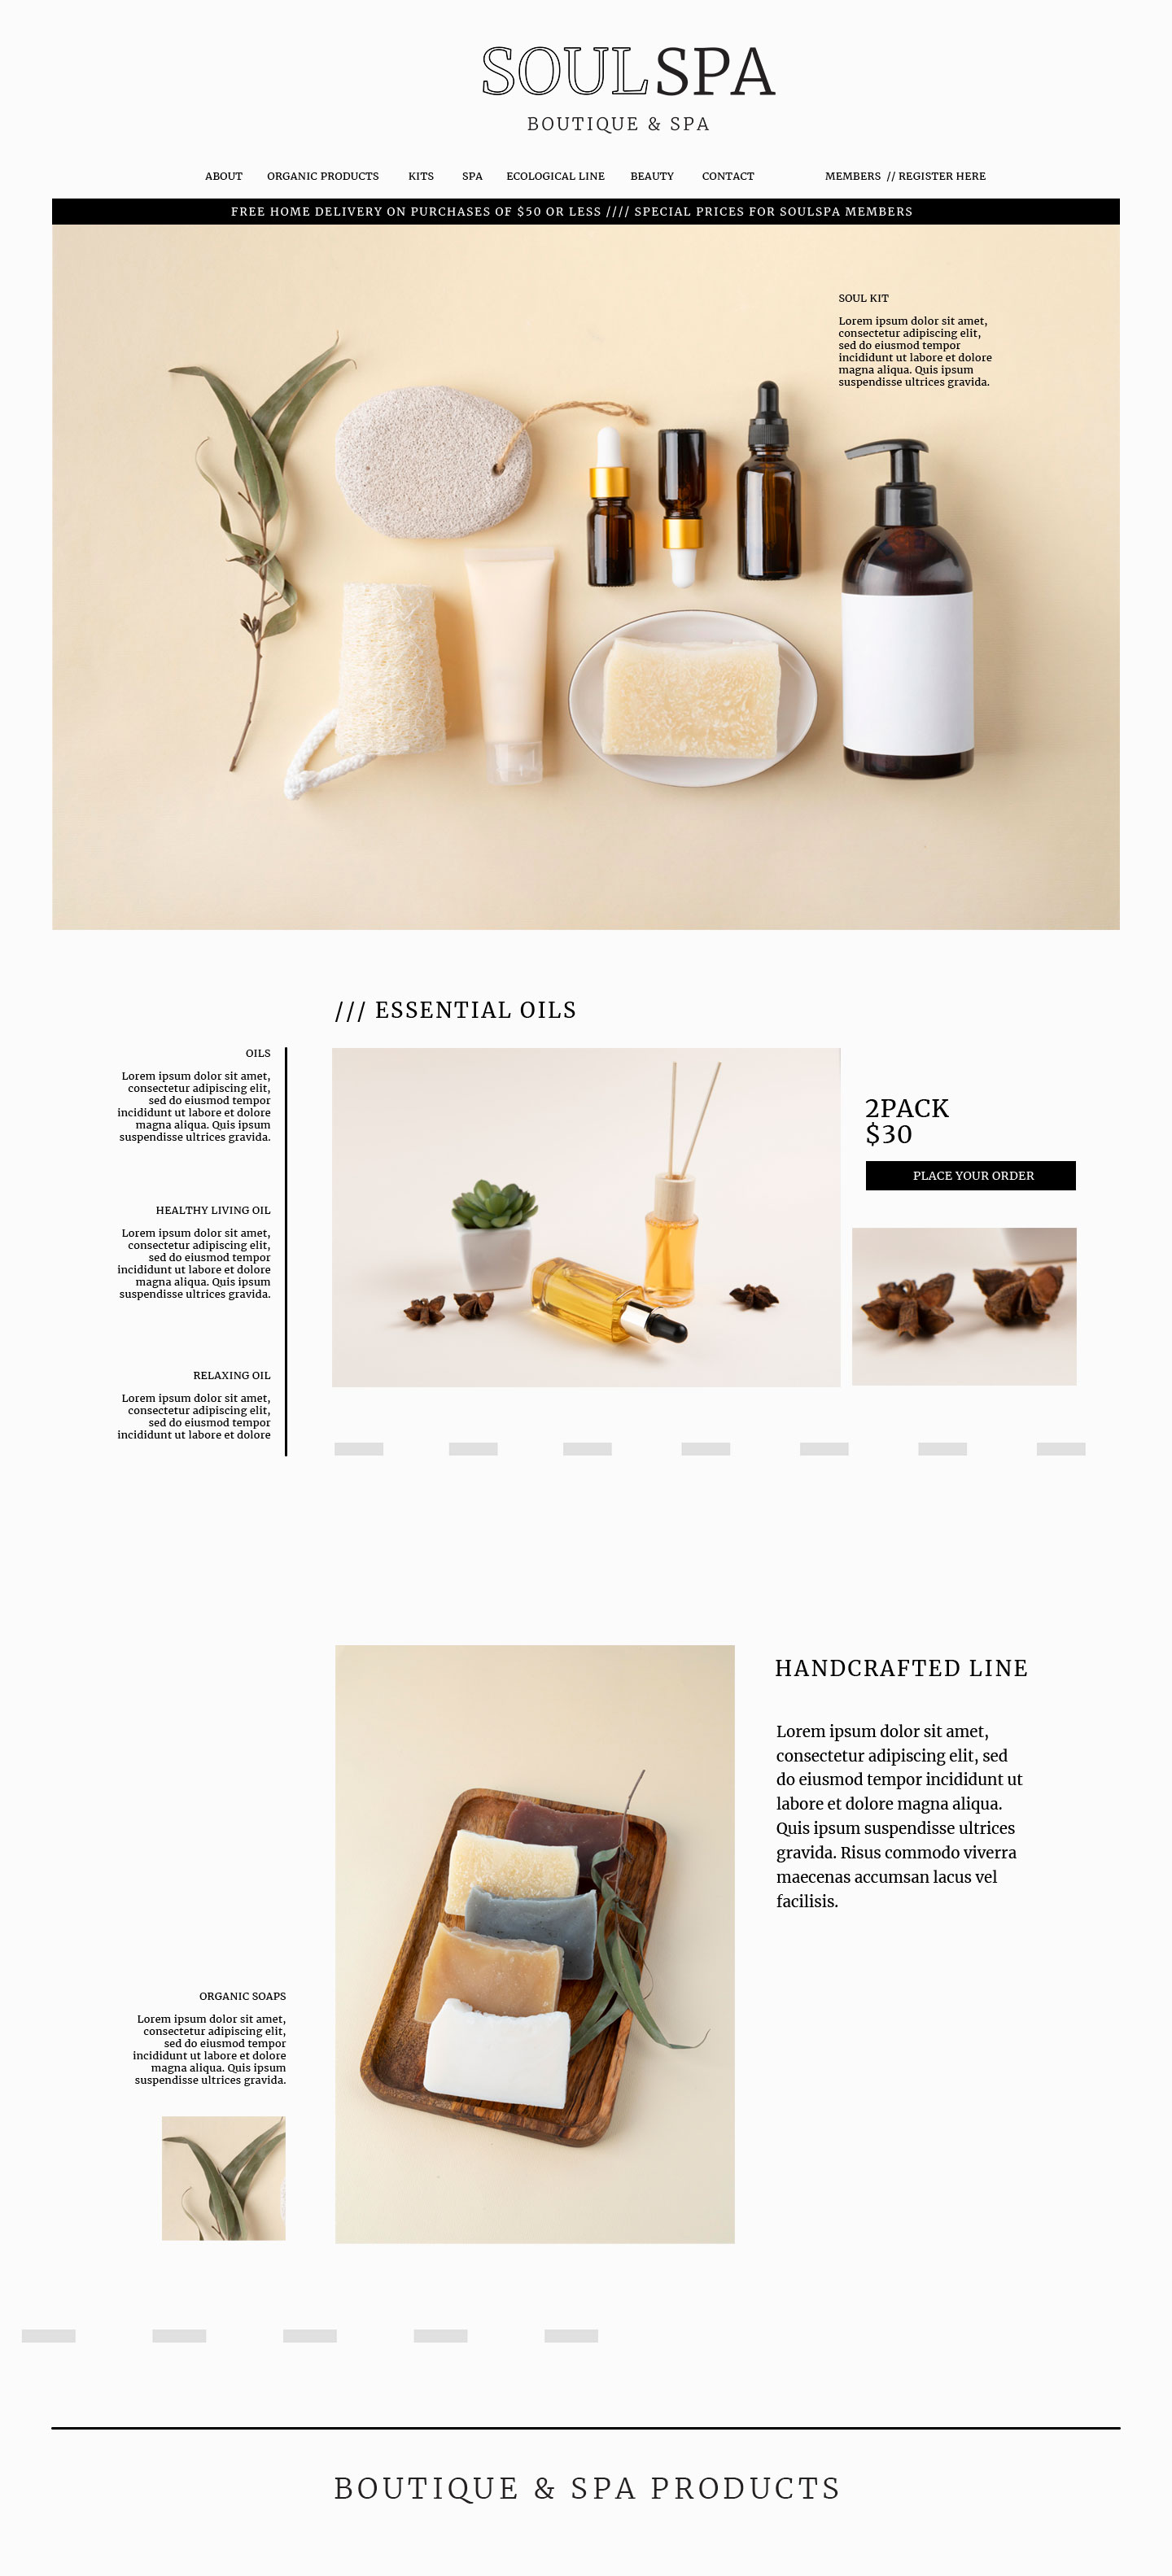 SOULSPA
BOUTIQUE & SPA
ABOUT ORGANIC PRODUCTS KITS SPA ECOLOGICAL LINE BEAUTY CONTACT MEMBERS // REGISTER HERE
FREE HOME DELIVERY ON PURCHASES OF $50 OR LESS //// SPECIAL PRICES FOR SOULSPA MEMBERS
SOUL KIT
Lorem ipsum dolor sit amet,
consectetur adipiscing elit,
sed do eiusmod tempor
incididunt ut labore et dolore
magna aliqua. Quis ipsum
suspendisse ultrices gravida.
/// ESSENTIAL OILS
OILS
Lorem ipsum dolor sit amet,
consectetur adipiscing elit,
sed do eiusmod tempor
incididunt ut labore et dolore
magna aliqua. Quis ipsum
suspendisse ultrices gravida.
HEALTHY LIVING OIL
Lorem ipsum dolor sit amet,
consectetur adipiscing elit,
sed do eiusmod tempor
incididunt ut labore et dolore
magna aliqua. Quis ipsum
suspendisse ultrices gravida.
RELAXING OIL
Lorem ipsum dolor sit amet,
consectetur adipiscing elit,
sed do eiusmod tempor
incididunt ut labore et dolore
2PACK
$30
PLACE YOUR ORDER
HANDCRAFTED LINE
Lorem ipsum dolor sit amet,
consectetur adipiscing elit, sed
do eiusmod tempor incididunt ut
labore et dolore magna aliqua.
Quis ipsum suspendisse ultrices
gravida. Risus commodo viverra
maecenas accumsan lacus vel
facilisis.
ORGANIC SOAPS
Lorem ipsum dolor sit amet,
consectetur adipiscing elit,
sed do eiusmod tempor
incididunt ut labore et dolore
magna aliqua. Quis ipsum
suspendisse ultrices gravida.
BOUTIQUE & SPA PRODUCTS